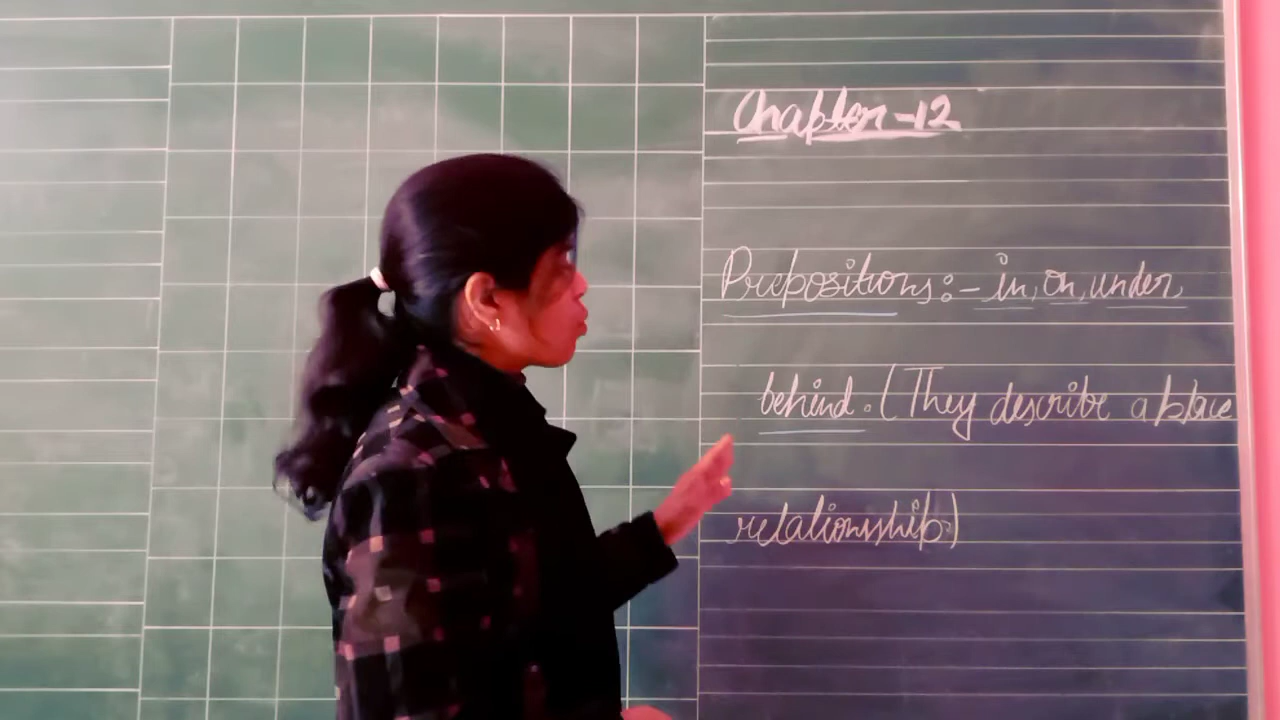 Chapter-12
Prepositions:- in, on, under
behind. (They describe a place
relationship)